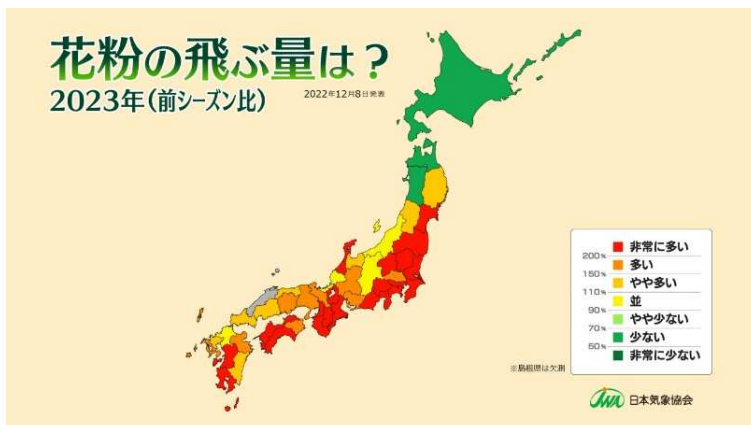 花粉の飛ぶ量は？
2023年（前シーズン比）
2022年12月8日発表
非常に多い
200%
多い
150%
やや多い
110%
並
90%
やや少ない
70%
少ない
50%
非常に少ない
※島根県は欠測
JWA 日本気象協会